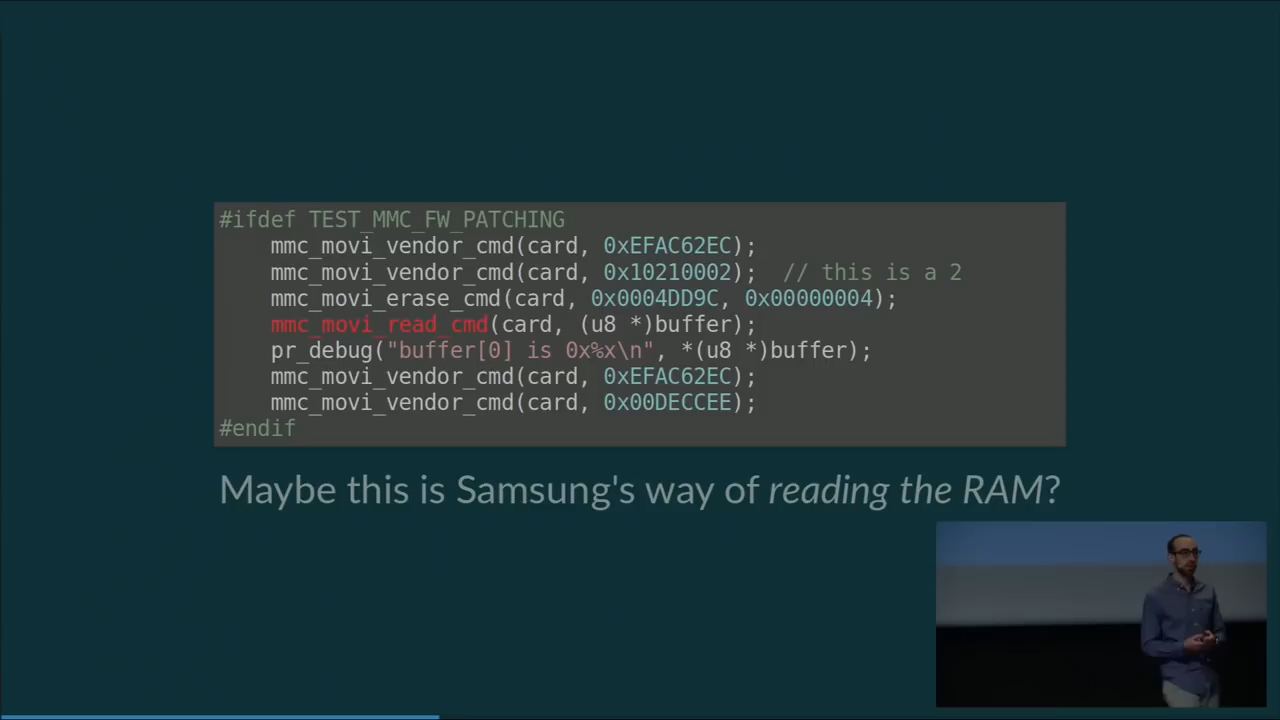 #ifdef TEST_MMC_FW_PATCHING
    mmc_movi_vendor_cmd(card, 0xEFAC62EC);
    mmc_movi_vendor_cmd(card, 0x10210002);  // this is a 2
    mmc_movi_erase_cmd(card, 0x0004DD9C, 0x00000004);
    mmc_movi_read_cmd(card, (u8 *)buffer);
    pr_debug("buffer[0] is 0x%x\n", *(u8 *)buffer);
    mmc_movi_vendor_cmd(card, 0xEFAC62EC);
    mmc_movi_vendor_cmd(card, 0x00DECCEE);
#endif
Maybe this is Samsung's way of reading the RAM?